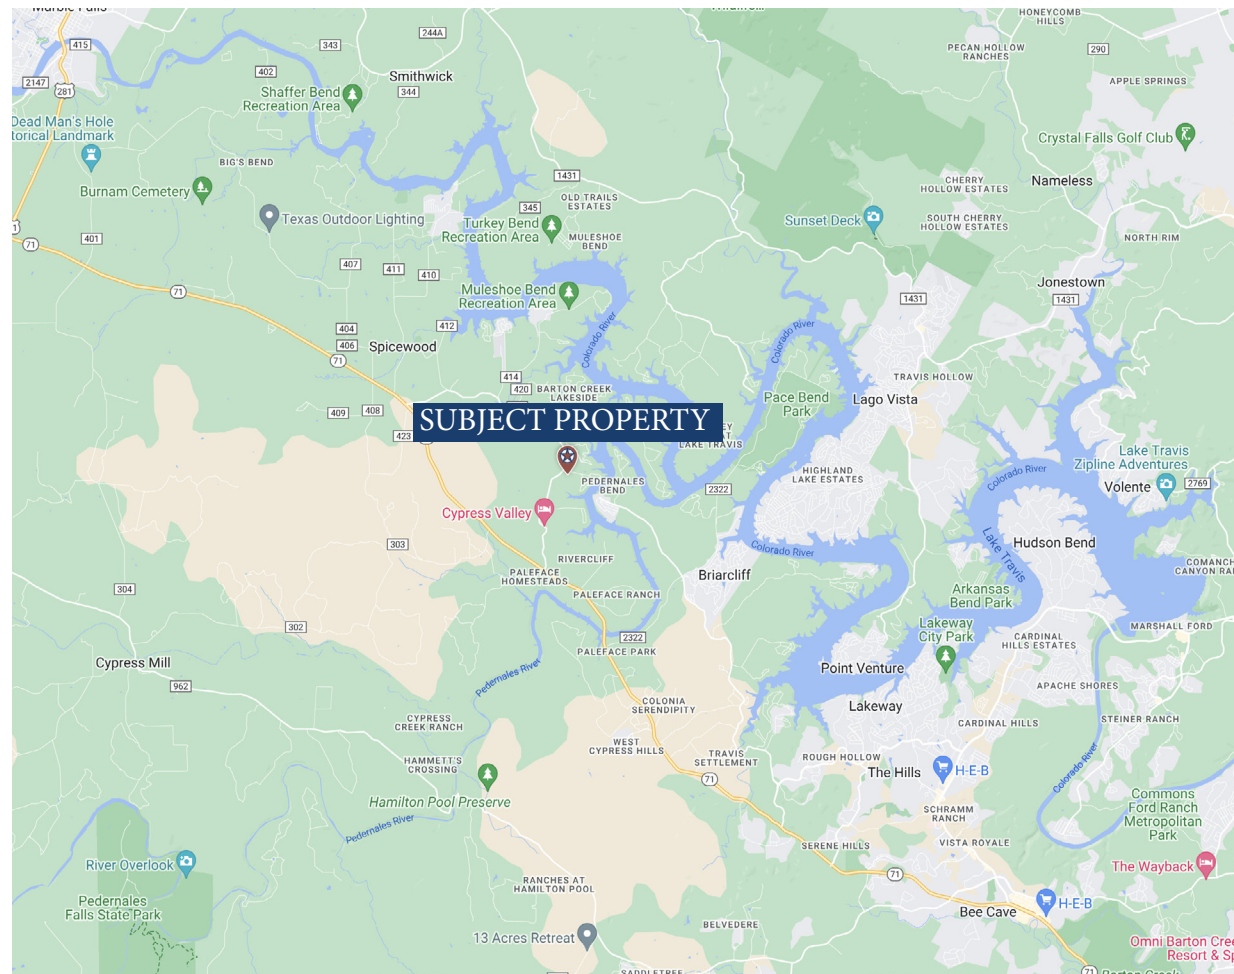 Marble Falls
HONEYCOMB
HILLS
244A
415
343
PECAN HOLLOW
RANCHES
290
402
Smithwick
2147
281
Shaffer Bend
Recreation Area
344
APPLE SPRINGS
Dead Man's Hole
torical Landmark
Crystal Falls Golf Club
BIG'S BEND
Burnam Cemetery
1431
CHERRY
HOLLOW ESTATES
Nameless
OLD TRAILS
ESTATES
345
Texas Outdoor Lighting
Turkey Bend
Recreation Area
Sunset Deck
SOUTH CHERRY
HOLLOW ESTATES
71
401
MULESHOE
BEND
NORTH RIM
407
411
410
Jonestown
71
Muleshoe Bend
Recreation Area
1431
1431
404
406
412
Spicewood
Colorado River
Colorado River
71
414
420
BARTON CREEK
LAKESIDE
TRAVIS HOLLOW
Pace Bend
Park
Lago Vista
409
408
SUBJECT PROPERTY
423
LAKE TRAVIS
Lake Travis
Zipline Adventures
PEDERNALES
BEND
HIGHLAND
LAKE ESTATES
Colorado River
2322
Volente
2769
Cypress Valley
303
Colorado River
Lake Travis
Hudson Bend
RIVERCLIFF
PALEFACE
HOMESTEADS
Briarcliff
COMANCH
CANYON RAN
304
PALEFACE RANCH
Arkansas
Bend Park
302
2322
Lakeway
City Park
MARSHALL FORD
PALEFACE PARK
CARDINAL
HILLS ESTATES
Cypress Mill
Pedernales River
Point Venture
962
APACHE SHORES
COLONIA
SERENDIPITY
Lakeway
CYPRESS
CREEK RANCH
CARDINAL HILLS
STEINER RANCH
WEST
CYPRESS HILLS
TRAVIS
SETTLEMENT
ROUGH HOLLOW
HAMMETT'S
CROSSING
The Hills
H-E-B
Colorado River
71
Hamilton Pool Preserve
Commons
Ford Ranch
Metropolitan
Park
SCHRAMM
RANCH
Pedernales River
SERENE HILLS
VISTA ROYALE
River Overlook
The Wayback
71
RANCHES AT
HAMILTON POOL
Pedernales
Falls State Park
Bee Cave
H-E-B
BELVEDERE
13 Acres Retreat
Omni Barton Cree
Resort & Sp
SADDLETREE
71
Barton Creek